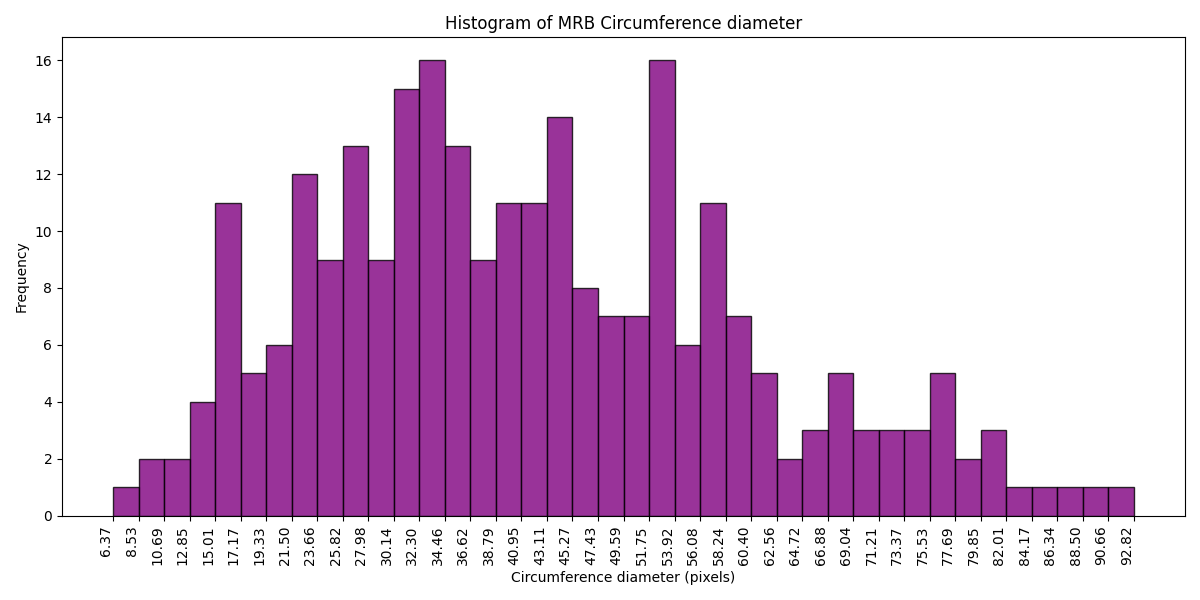 Histogram of MRB Circumference diameter
Frequency
16
14
12
10
8
6
4
2
0
6.37 8.53 10.69 12.85 15.01 17.17 19.33 21.50 23.66 25.82 27.98 30.14 32.30 34.46 36.62 38.79 40.95 43.11 45.27 47.43 49.59 51.75 53.92 56.08 58.24 60.40 62.56 64.72 66.88 69.04 71.21 73.37 75.53 77.69 79.85 82.01 84.17 86.34 88.50 90.66 92.82
Circumference diameter (pixels)